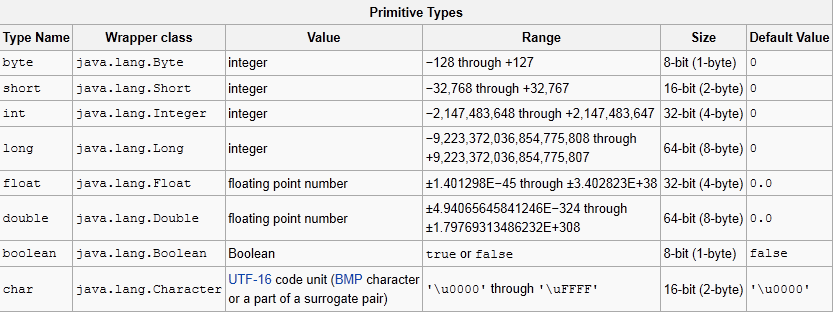 Primitive Types
Type Name Wrapper class Value Range Size Default Value
byte java.lang.Byte integer −128 through +127 8-bit (1-byte) 0
short java.lang.Short integer −32,768 through +32,767 16-bit (2-byte) 0
int java.lang.Integer integer −2,147,483,648 through +2,147,483,647 32-bit (4-byte) 0
long java.lang.Long integer −9,223,372,036,854,775,808 through
+9,223,372,036,854,775,807 64-bit (8-byte) 0
float java.lang.Float floating point number ±1.401298E−45 through ±3.402823E+38 32-bit (4-byte) 0.0
double java.lang.Double floating point number ±4.94065645841246E−324 through
±1.79769313486232E+308 64-bit (8-byte) 0.0
boolean java.lang.Boolean Boolean true or false 8-bit (1-byte) false
char java.lang.Character UTF-16 code unit (BMP character
or a part of a surrogate pair) '\u0000' through '\uFFFF' 16-bit (2-byte) '\u0000'